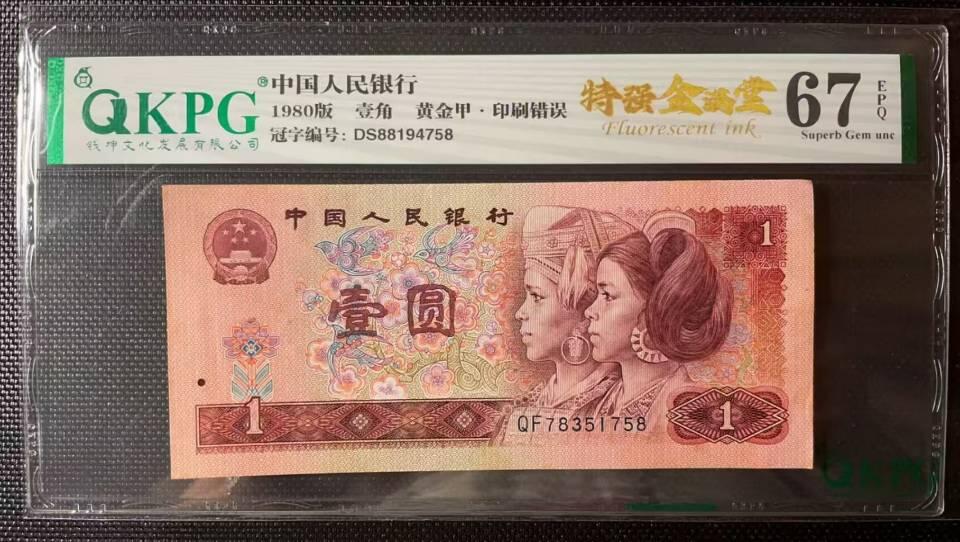 QKPG®
钱坤文化发展有限公司
中国人民银行
1980版 壹角 黄金甲·印刷错误
冠字编号: DS88194758
特强金满堂
Fluorescent ink
67
EPQ
Superb Gem unc
中国人民银行
1
壹圆
1
QF78351758
1
QKPG